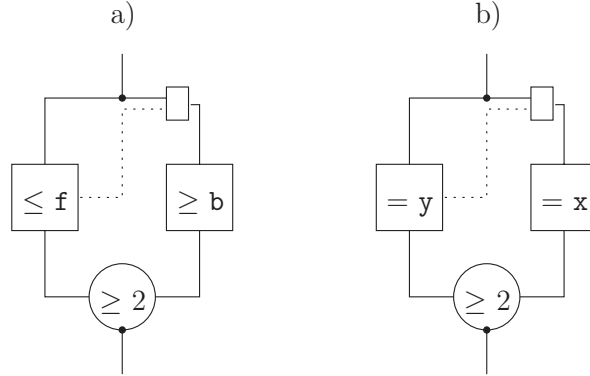 a) b)
≤ f ≥ b = y = x
≥ 2 ≥ 2